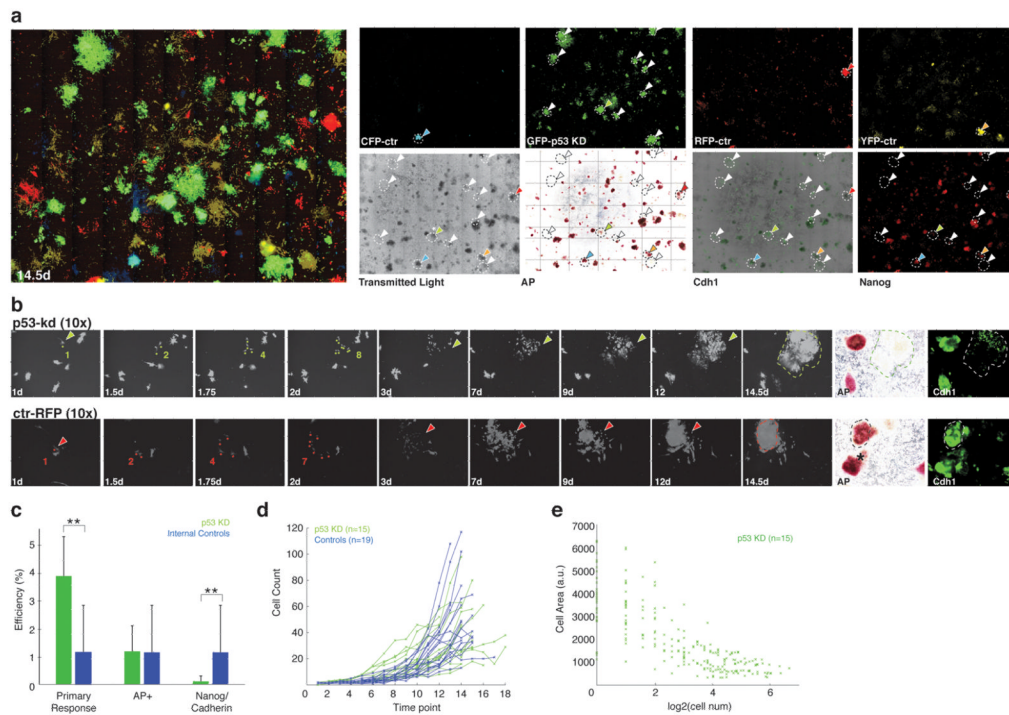 a
14.5d
CFP-ctr
GFP-p53 KD
RFP-ctr
YFP-ctr
Transmitted Light
AP
Cdh1
Nanog
b
p53-kd (10x)
1
2
4
8
1d
1.5d
1.75
2d
3d
7d
9d
12
14.5d
AP
Cdh1
ctr-RFP (10x)
1
2
4
7
*
1d
1.5d
1.75d
2d
3d
7d
9d
12d
14.5d
AP
Cdh1
c
p53 KD
Internal Controls
**
**
Efficiency (%)
5
4
3
2
1
0
Primary Response
AP+
Nanog/
Cadherin
d
p53 KD (n=15)
Controls (n=19)
Cell Count
120
100
80
60
40
20
2 4 6 8 10 12 14 16 18
Time point
e
p53 KD (n=15)
Cell Area (a.u.)
7000
6000
5000
4000
3000
2000
1000
0
0 2 4 6
log2(cell num)